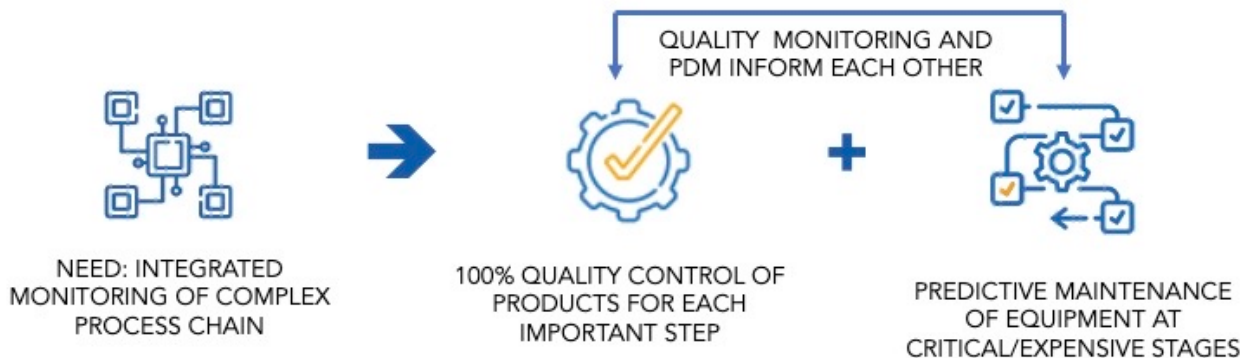 QUALITY MONITORING AND
PDM INFORM EACH OTHER
NEED: INTEGRATED
MONITORING OF COMPLEX
PROCESS CHAIN
100% QUALITY CONTROL OF
PRODUCTS FOR EACH
IMPORTANT STEP
PREDICTIVE MAINTENANCE
OF EQUIPMENT AT
CRITICAL/EXPENSIVE STAGES